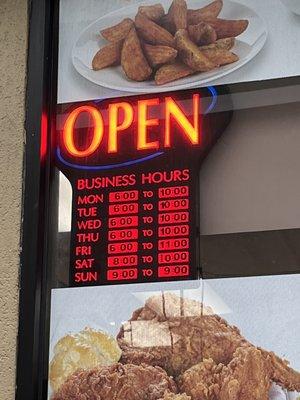 OPEN
BUSINESS HOURS
MON 6:00 TO 10:00
TUE 6:00 TO 10:00
WED 6:00 TO 10:00
THU 6:00 TO 10:00
FRI 6:00 TO 11:00
SAT 8:00 TO 11:00
SUN 9:00 TO 9:00